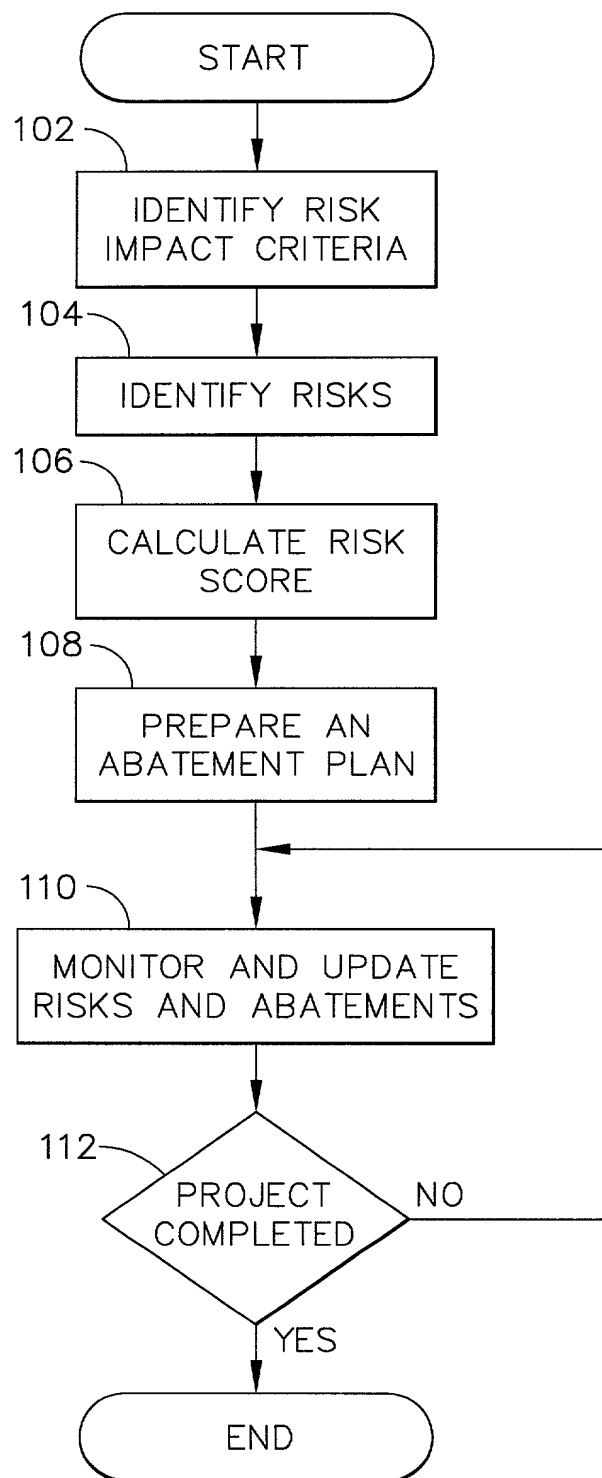 START
102
IDENTIFY RISK
IMPACT CRITERIA
104
IDENTIFY RISKS
106
CALCULATE RISK
SCORE
108
PREPARE AN
ABATEMENT PLAN
110
MONITOR AND UPDATE
RISKS AND ABATEMENTS
112
PROJECT
COMPLETED
NO
YES
END